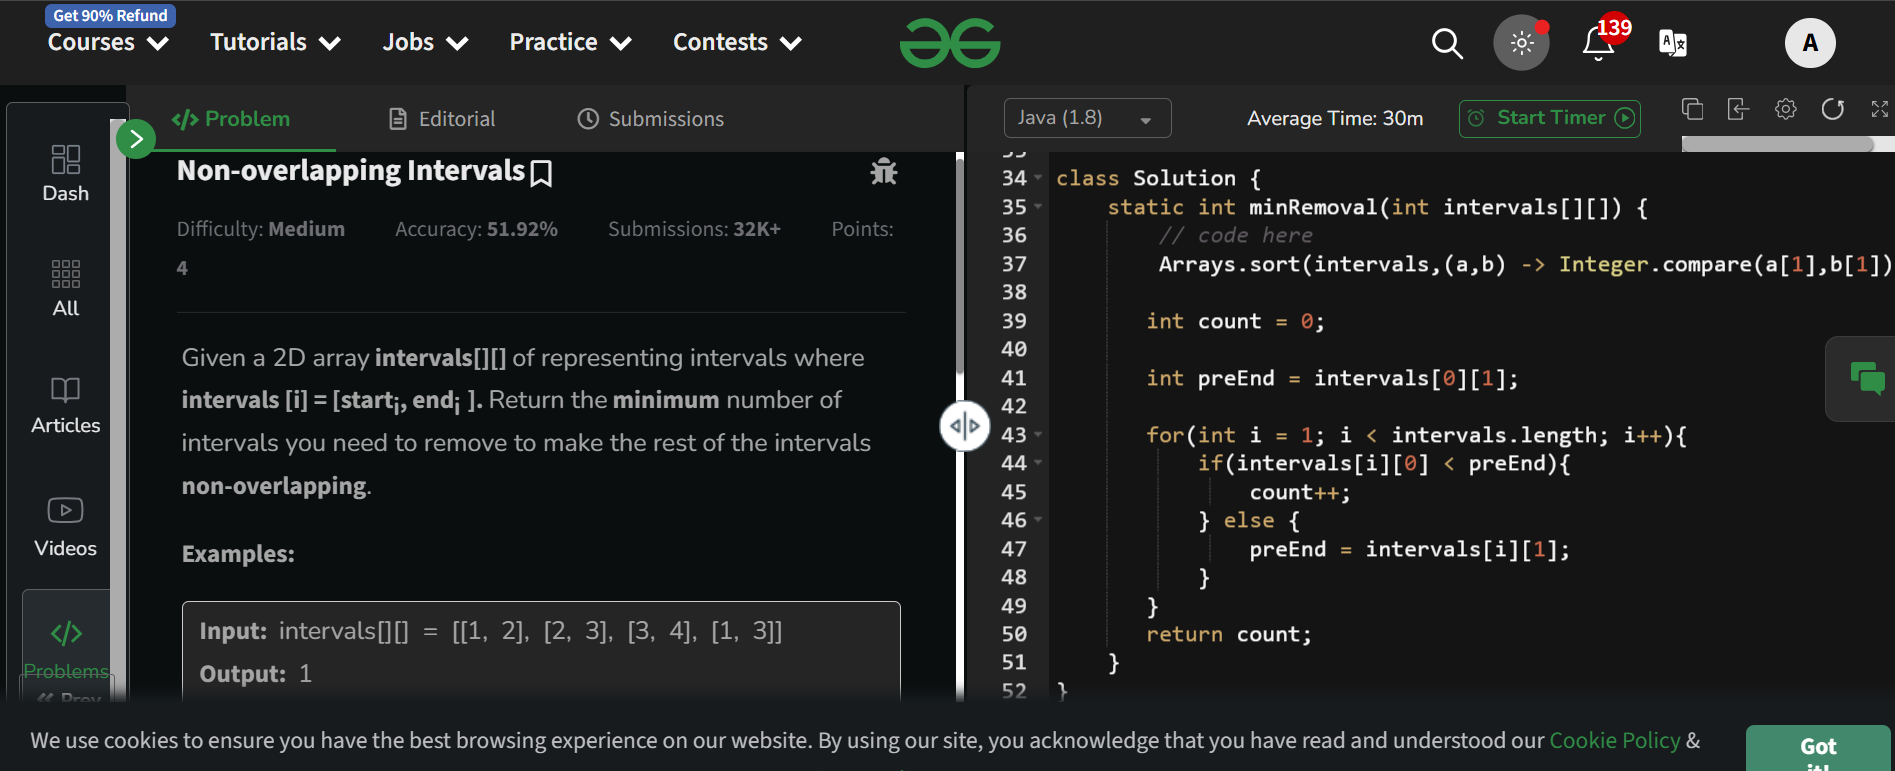 Get 90% Refund
Courses Tutorials Jobs Practice Contests
139
A
Dash
All
Articles
Videos
Problems
Problem Editorial Submissions
Non-overlapping Intervals
Difficulty: Medium Accuracy: 51.92% Submissions: 32K+ Points:
4
Given a 2D array intervals[][] of representing intervals where
intervals [i] = [starti, endi ]. Return the minimum number of
intervals you need to remove to make the rest of the intervals
non-overlapping.
Examples:
Input: intervals[][] = [[1, 2], [2, 3], [3, 4], [1, 3]]
Output: 1
Java (1.8) Average Time: 30m Start Timer
34 class Solution {
35 static int minRemoval(int intervals[][]) {
36 // code here
37 Arrays.sort(intervals,(a,b) -> Integer.compare(a[1],b[1])
38
39 int count = 0;
40
41 int preEnd = intervals[0][1];
42
43 for(int i = 1; i < intervals.length; i++){
44 if(intervals[i][0] < preEnd){
45 count++;
46 } else {
47 preEnd = intervals[i][1];
48 }
49 }
50 return count;
51 }
52 }
We use cookies to ensure you have the best browsing experience on our website. By using our site, you acknowledge that you have read and understood our Cookie Policy &
Got